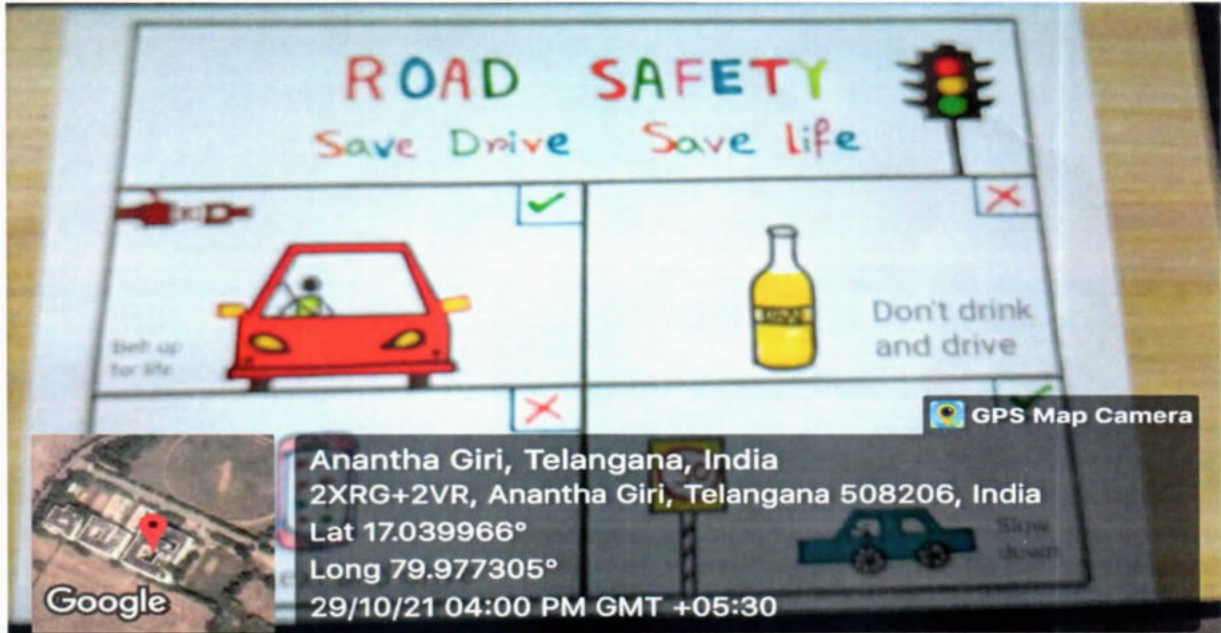 ROAD SAFETY
Save Drive Save life
Belt up
for life
Don't drink
and drive
GPS Map Camera
Slow
down
Anantha Giri, Telangana, India
2XRG+2VR, Anantha Giri, Telangana 508206, India
Lat 17.039966°
Long 79.977305°
29/10/21 04:00 PM GMT +05:30
Google